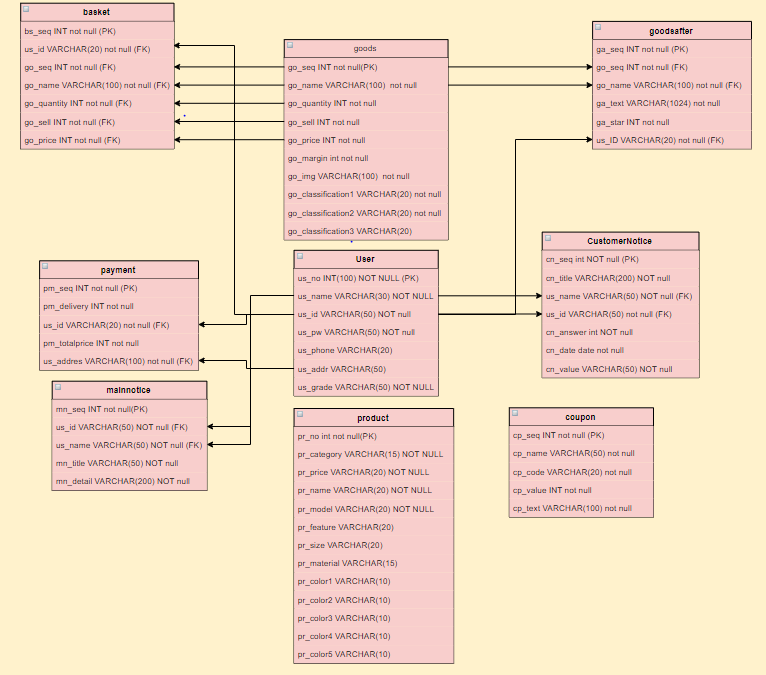 basket
bs_seq INT not null (PK)
us_id VARCHAR(20) not null (FK)
go_seq INT not null (FK)
go_name VARCHAR(100) not null (FK)
go_quantity INT not null (FK)
go_sell INT not null (FK)
go_price INT not null (FK)
goods
go_seq INT not null(PK)
go_name VARCHAR(100) not null
go_quantity INT not null
go_sell INT not null
go_price INT not null
go_margin int not null
go_img VARCHAR(100) not null
go_classification1 VARCHAR(20) not null
go_classification2 VARCHAR(20) not null
go_classification3 VARCHAR(20)
goodsafter
ga_seq INT not null (PK)
go_seq INT not null (FK)
go_name VARCHAR(100) not null (FK)
ga_text VARCHAR(1024) not null
ga_star INT not null
us_ID VARCHAR(20) not null (FK)
payment
pm_seq INT not null (PK)
pm_delivery INT not null
us_id VARCHAR(20) not null (FK)
pm_totalprice INT not null
us_addres VARCHAR(100) not null (FK)
User
us_no INT(100) NOT NULL (PK)
us_name VARCHAR(30) NOT NULL
us_id VARCHAR(50) NOT null
us_pw VARCHAR(50) NOT null
us_phone VARCHAR(20)
us_addr VARCHAR(50)
us_grade VARCHAR(50) NOT NULL
CustomerNotice
cn_seq int NOT null (PK)
cn_title VARCHAR(200) NOT null
us_name VARCHAR(50) NOT null (FK)
us_id VARCHAR(50) not null (FK)
cn_answer int NOT null
cn_date date not null
cn_value VARCHAR(50) NOT null
mainnotice
mn_seq INT not null(PK)
us_id VARCHAR(50) NOT null (FK)
us_name VARCHAR(50) NOT null (FK)
mn_title VARCHAR(50) NOT null
mn_detail VARCHAR(200) NOT null
product
pr_no int not null(PK)
pr_category VARCHAR(15) NOT NULL
pr_price VARCHAR(20) NOT NULL
pr_name VARCHAR(20) NOT NULL
pr_model VARCHAR(20) NOT NULL
pr_feature VARCHAR(20)
pr_size VARCHAR(20)
pr_material VARCHAR(15)
pr_color1 VARCHAR(10)
pr_color2 VARCHAR(10)
pr_color3 VARCHAR(10)
pr_color4 VARCHAR(10)
pr_color5 VARCHAR(10)
coupon
cp_seq INT not null (PK)
cp_name VARCHAR(50) not null
cp_code VARCHAR(20) not null
cp_value INT not null
cp_text VARCHAR(100) not null